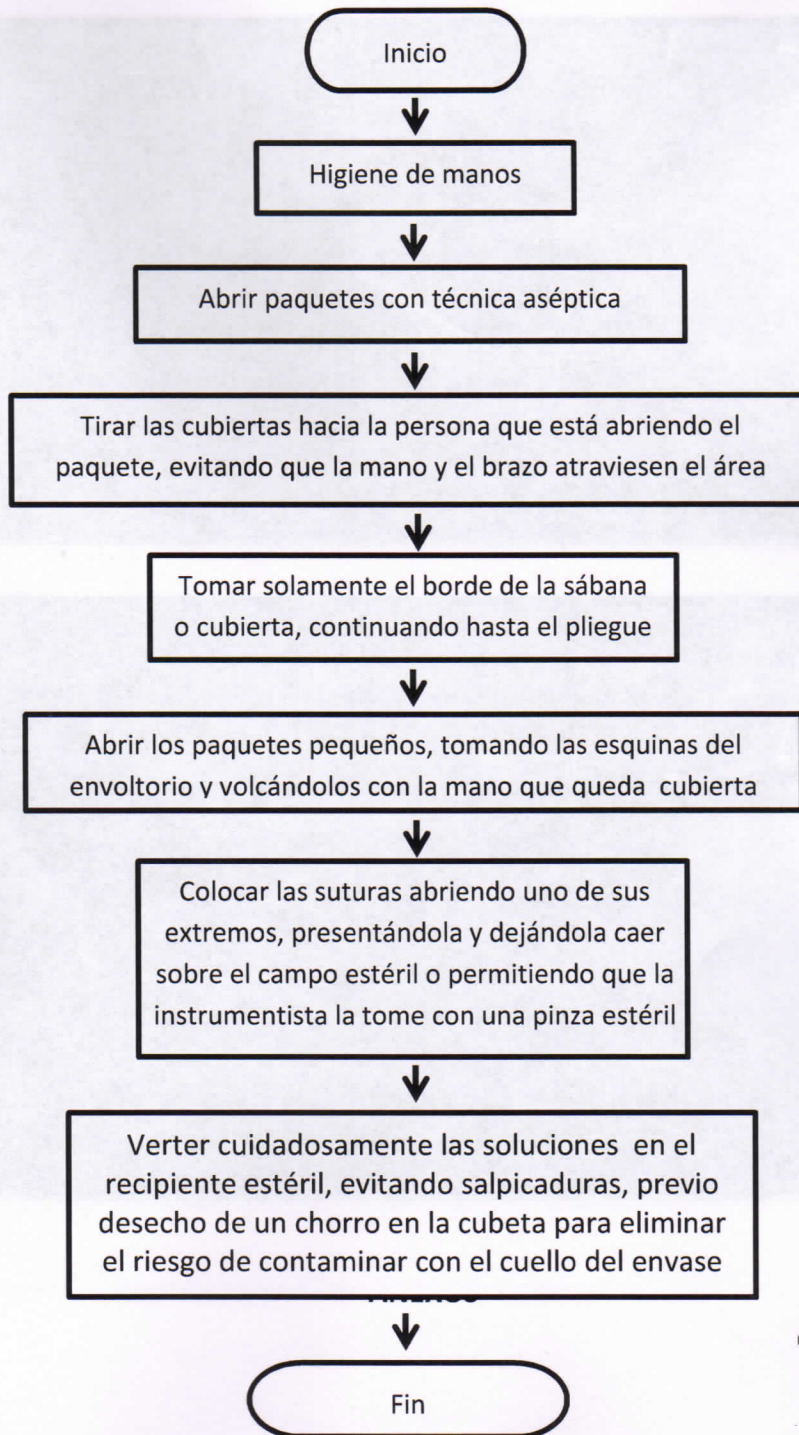 Inicio
Higiene de manos
Abrir paquetes con técnica aséptica
Tirar las cubiertas hacia la persona que está abriendo el
paquete, evitando que la mano y el brazo atraviesen el área
Tomar solamente el borde de la sábana
o cubierta, continuando hasta el pliegue
Abrir los paquetes pequeños, tomando las esquinas del
envoltorio y volcándolos con la mano que queda cubierta
Colocar las suturas abriendo uno de sus
extremos, presentándola y dejándola caer
sobre el campo estéril o permitiendo que la
instrumentista la tome con una pinza estéril
Verter cuidadosamente las soluciones en el
recipiente estéril, evitando salpicaduras, previo
desecho de un chorro en la cubeta para eliminar
el riesgo de contaminar con el cuello del envase
Fin